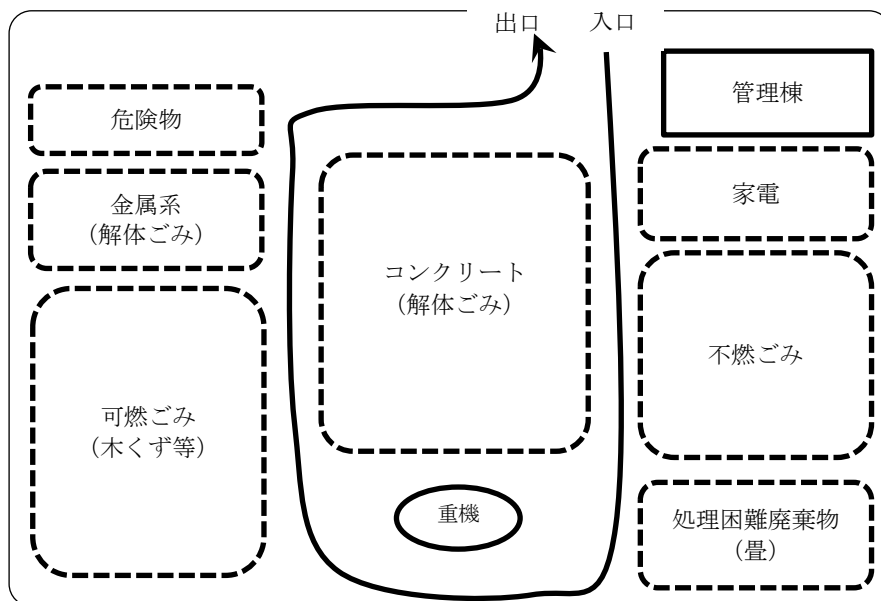 出口
入口
管理棟
危険物
家電
金属系
(解体ごみ)
コンクリート
(解体ごみ)
不燃ごみ
可燃ごみ
(木くず等)
重機
処理困難廃棄物
(畳)